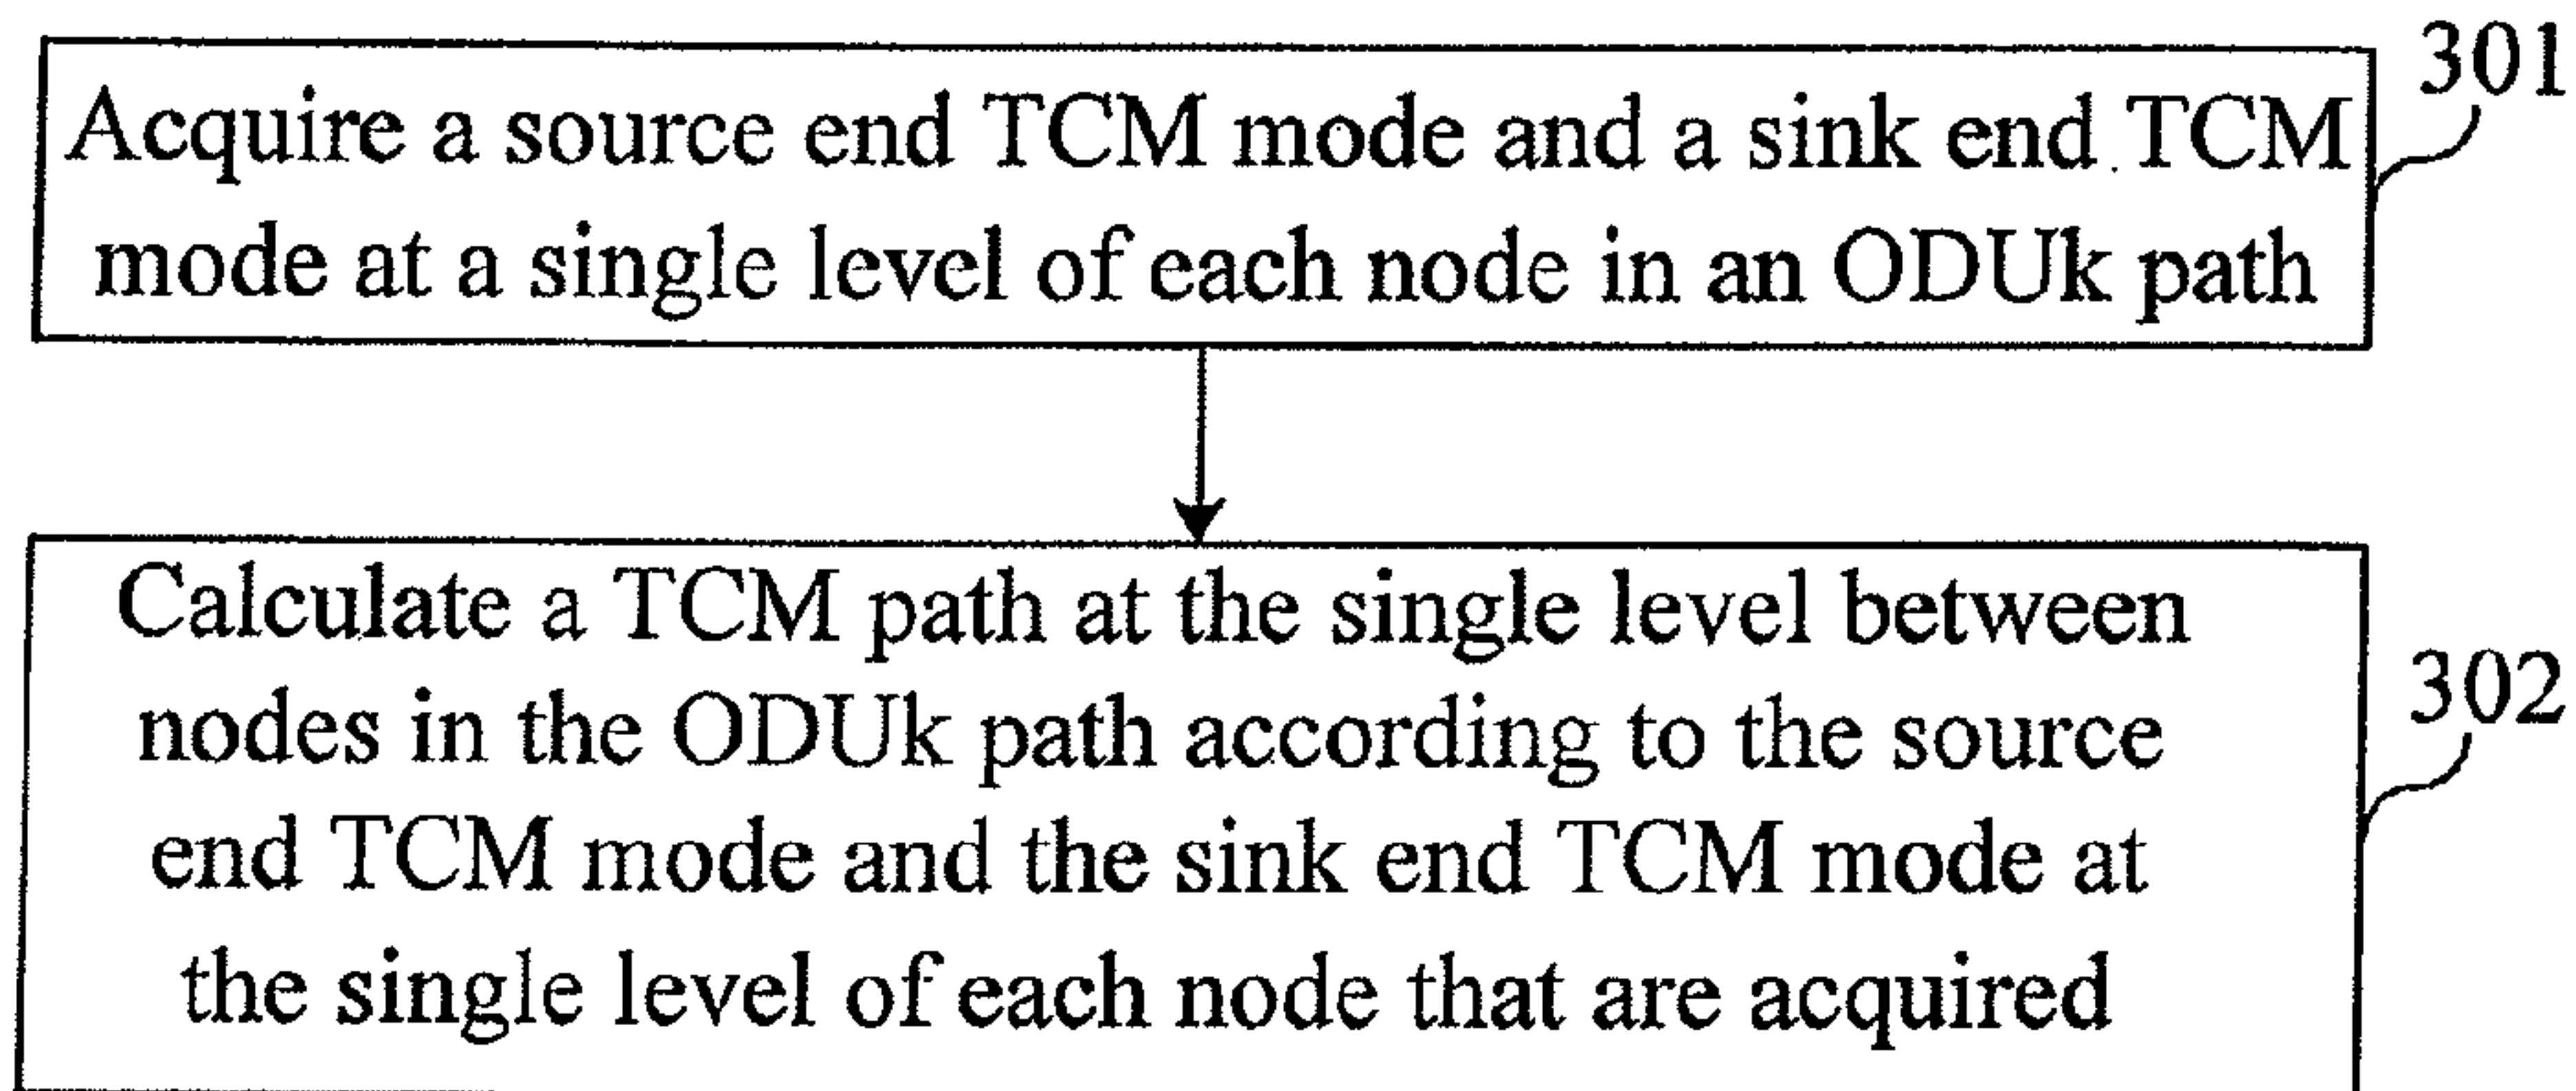 301
Acquire a source end TCM mode and a sink end TCM
mode at a single level of each node in an ODUk path
Calculate a TCM path at the single level between
nodes in the ODUk path according to the source
302
end TCM mode and the sink end TCM mode at
the single level of each node that are acquired